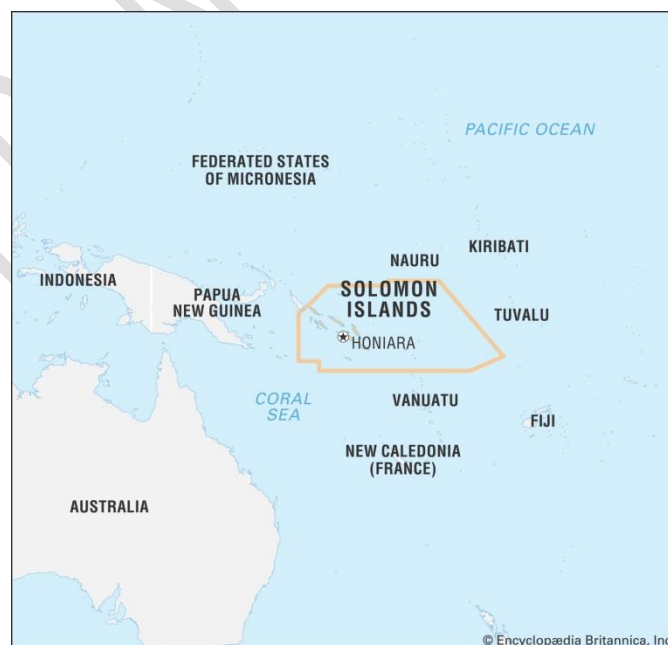 PACIFIC OCEAN
FEDERATED STATES
OF MICRONESIA
KIRIBATI
NAURU
INDONESIA
PAPUA
NEW GUINEA
SOLOMON
ISLANDS
TUVALU
HONIARA
CORAL
SEA
VANUATU
FIJI
NEW CALEDONIA
(FRANCE)
AUSTRALIA
© Encyclopædia Britannica, Inc